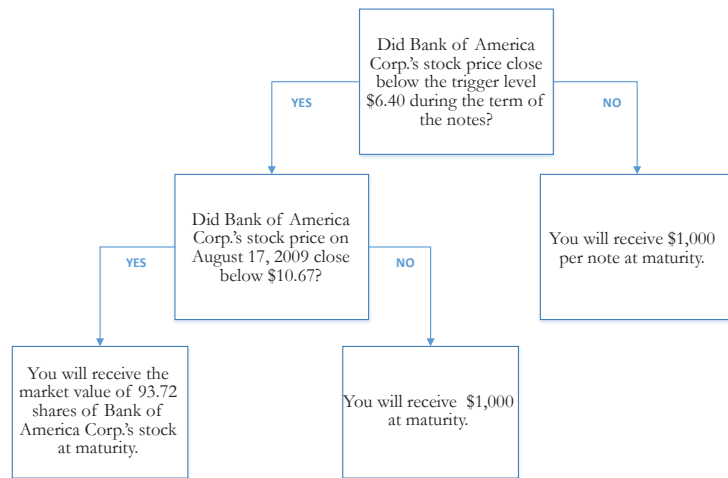 Did Bank of America
Corp.'s stock price close
below the trigger level
$6.40 during the term of
the notes?
YES
NO
Did Bank of America
Corp.'s stock price on
August 17, 2009 close
below $10.67?
You will receive $1,000
per note at maturity.
YES
NO
You will receive the
market value of 93.72
shares of Bank of
America Corp.'s stock
at maturity.
You will receive $1,000
at maturity.